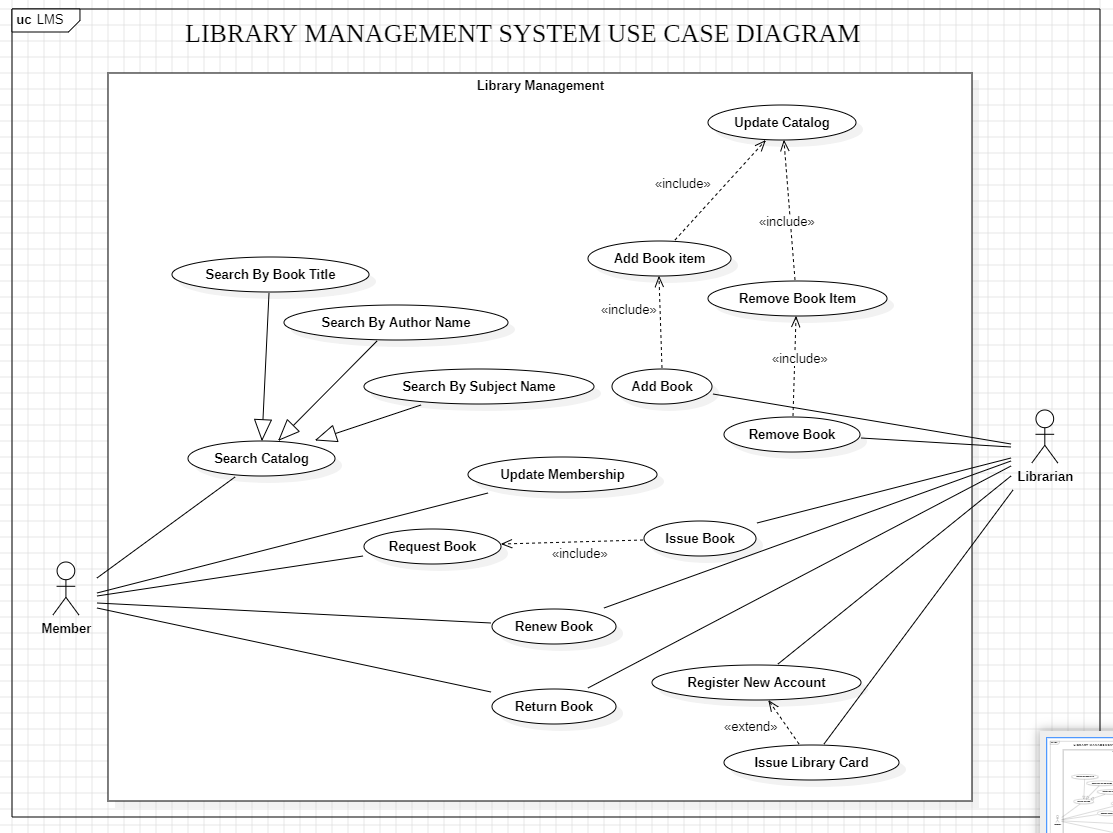 uc LMS
LIBRARY MANAGEMENT SYSTEM USE CASE DIAGRAM
Library Management
Update Catalog
«include»
«include»
Add Book item
Search By Book Title
Remove Book Item
«include»
Search By Author Name
«include»
Search By Subject Name
Add Book
Remove Book
Search Catalog
Update Membership
Librarian
Issue Book
Request Book
«include»
Member
Renew Book
Register New Account
Return Book
«extend»
Issue Library Card